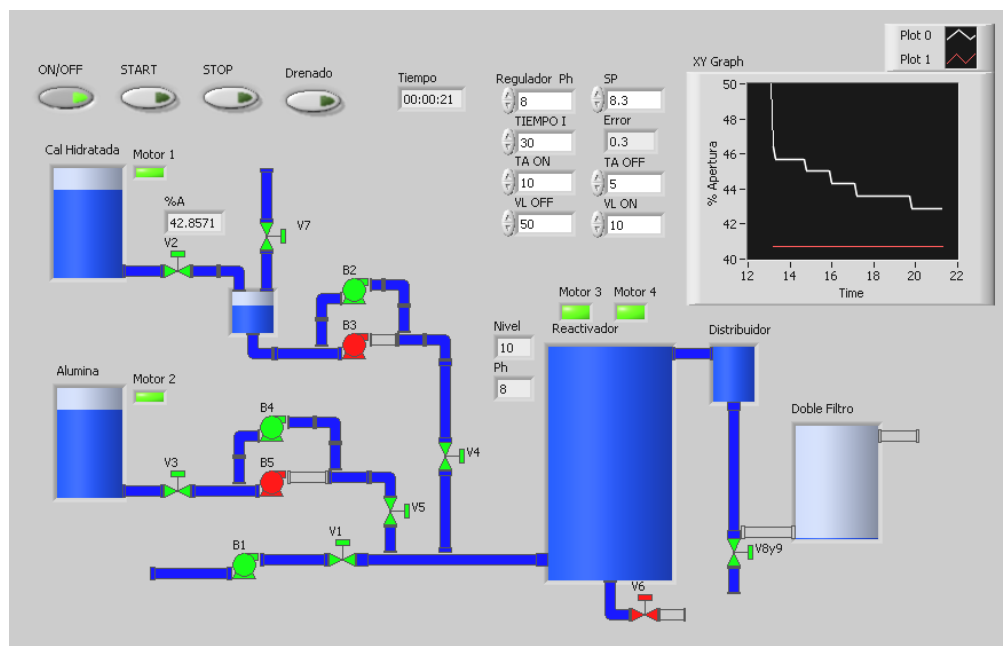 ON/OFF
START
STOP
Drenado
Tiempo
00:00:21
Regulador Ph
8
SP
8.3
TIEMPO I
30
Error
0.3
TA ON
10
TA OFF
5
VL OFF
50
VL ON
10
XY Graph
Plot 0
Plot 1
% Apertura
50
48
46
44
42
40
12
14
16
18
20
22
Time
Cal Hidratada
Motor 1
%A
42.8571
V2
V7
B2
B3
Motor 3
Motor 4
Nivel
10
Ph
8
Reactivador
Distribuidor
Alumina
Motor 2
B4
B5
V3
V4
V5
Doble Filtro
B1
V1
V8y9
V6